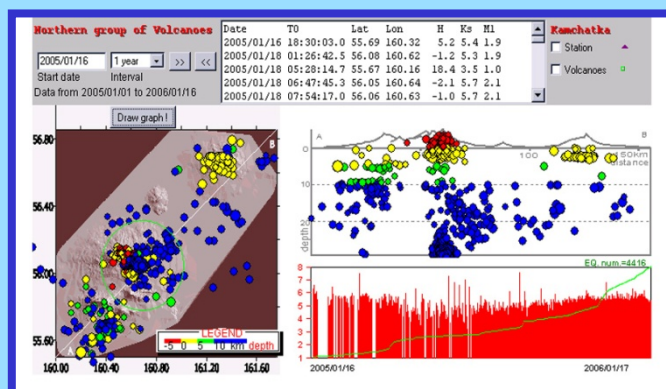 Northern group of Volcanoes
2005/01/16 1 year >> <<
Start date Interval
Data from 2005/01/01 to 2006/01/16
Draw graph !
Date T0 Lat Lon H Ks Ml
2005/01/16 18:30:03.0 55.69 160.32 5.2 5.4 1.9
2005/01/18 01:26:42.5 56.08 160.62 -1.2 5.3 1.9
2005/01/18 05:28:14.7 55.67 160.16 18.4 3.5 1.0
2005/01/18 06:47:45.3 56.05 160.64 -2.1 5.7 2.1
2005/01/18 07:54:17.0 56.06 160.63 -1.0 5.7 2.1
Kamchatka
Station
Volcanoes
56.80
56.40
56.00
55.60
A
B
LEGEND
-5 0 5 10 km depth
160.00 160.40 160.80 161.20 161.60
A B
0
10
20
depth
100 150km
distance
EQ. num.=4416
8
7
6
5
4
3
2
1
2005/01/16 2006/01/17